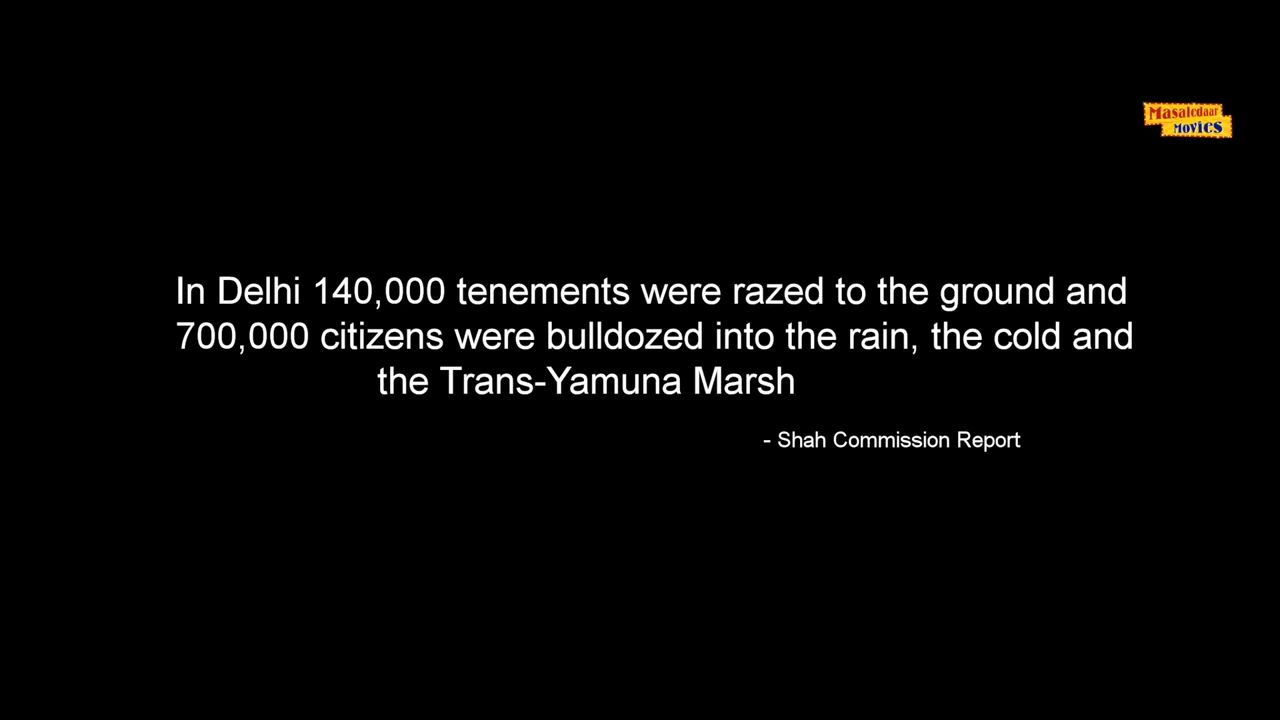 Masaledaar
Movies
In Delhi 140,000 tenements were razed to the ground and
700,000 citizens were bulldozed into the rain, the cold and
the Trans-Yamuna Marsh
- Shah Commission Report